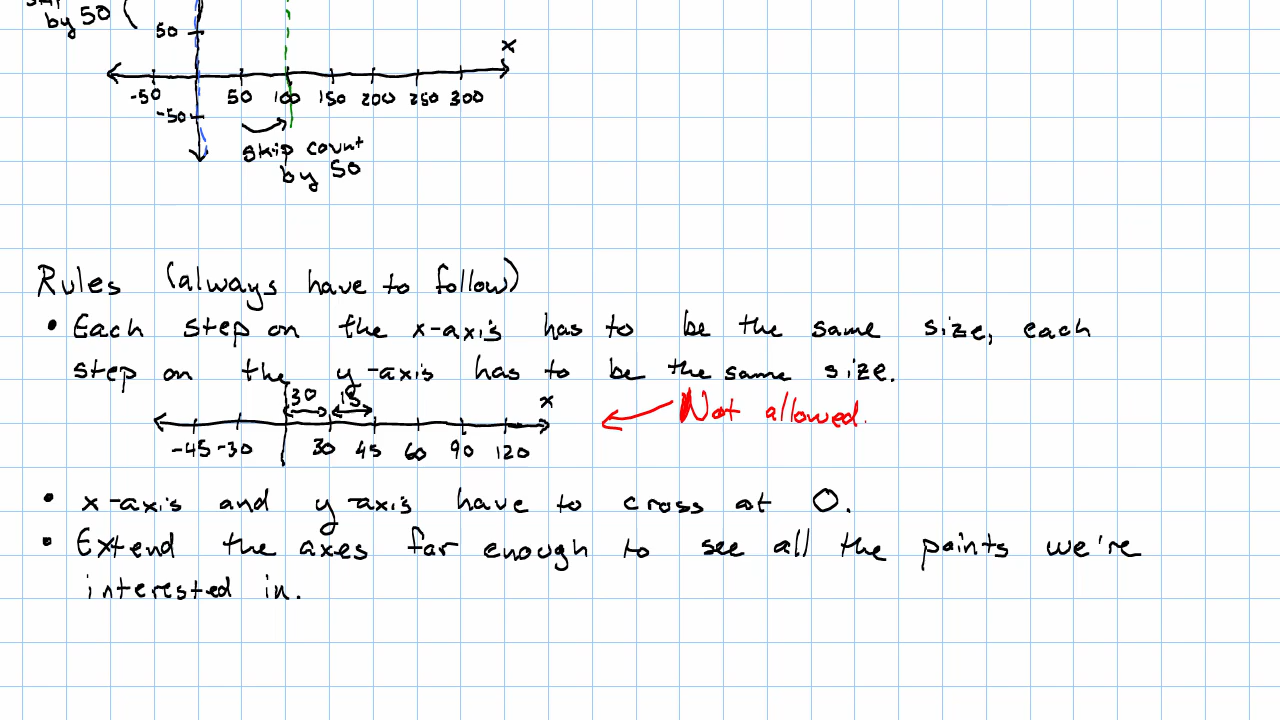 by 50
50
x
-50 50 100 150 200 250 300
-50
skip count
by 50
Rules (always have to follow)
• Each step on the x-axis has to be the same size, each
step on the y-axis has to be the same size.
30 15 x
Not allowed.
-45 -30 30 45 60 90 120
• x-axis and y-axis have to cross at 0.
• Extend the axes far enough to see all the points we're
interested in.